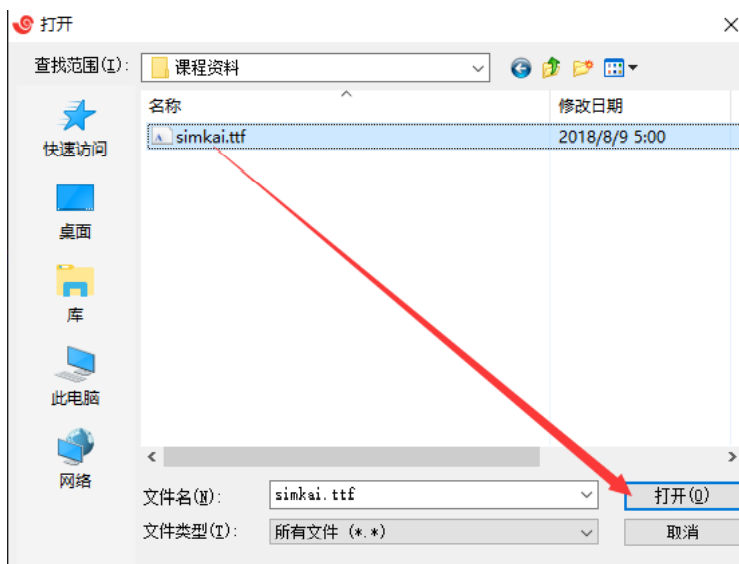 打开
查找范围(I):
课程资料
名称
修改日期
simkai.ttf
2018/8/9 5:00
快速访问
桌面
库
此电脑
网络
文件名(N):
simkai.ttf
打开(O)
文件类型(T):
所有文件 (*.*)
取消